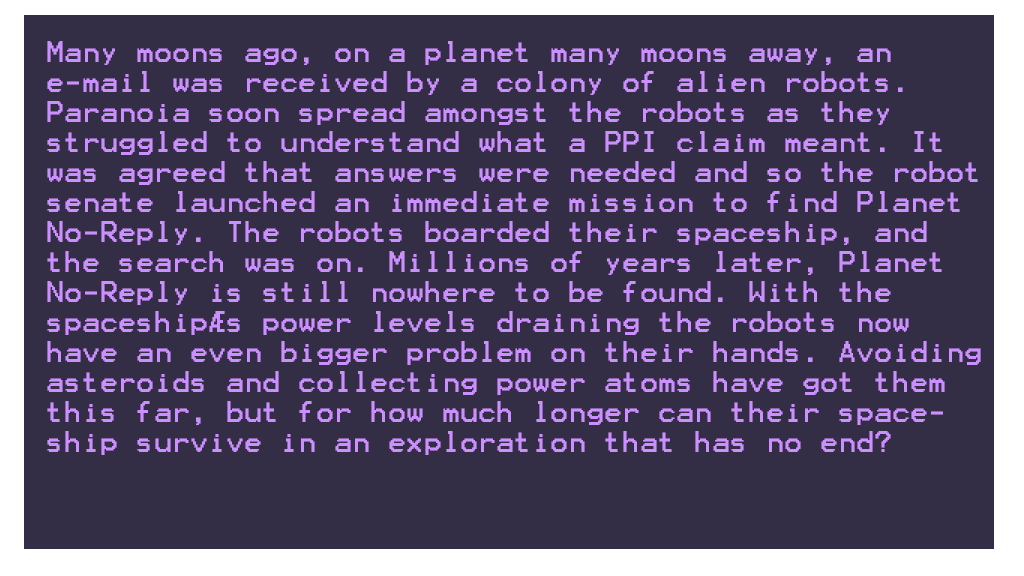 Many moons ago, on a planet many moons away, an
e-mail was received by a colony of alien robots.
Paranoia soon spread amongst the robots as they
struggled to understand what a PPI claim meant. It
was agreed that answers were needed and so the robot
senate launched an immediate mission to find Planet
No-Reply. The robots boarded their spaceship, and
the search was on. Millions of years later, Planet
No-Reply is still nowhere to be found. With the
spaceshipÆs power levels draining the robots now
have an even bigger problem on their hands. Avoiding
asteroids and collecting power atoms have got them
this far, but for how much longer can their space-
ship survive in an exploration that has no end?